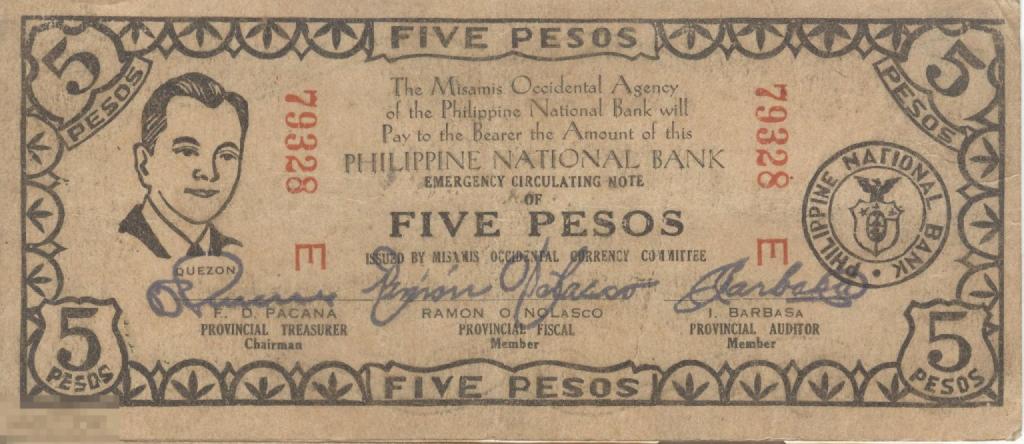 FIVE PESOS
5
PESOS
5
PESOS
The Misamis Occidental Agency
of the Philippine National Bank will
Pay to the Bearer the Amount of this
PHILIPPINE NATIONAL BANK
EMERGENCY CIRCULATING NOTE
OF
FIVE PESOS
ISSUED BY MISAMIS OCCIDENTAL CURRENCY COMMITTEE
79328
E
79328
E
PHILIPPINE NATIONAL BANK
QUEZON
F. D. PACANA
PROVINCIAL TREASURER
Chairman
RAMON O. NOLASCO
PROVINCIAL FISCAL
Member
I. BARBASA
PROVINCIAL AUDITOR
Member
5
PESOS
FIVE PESOS
5
PESOS